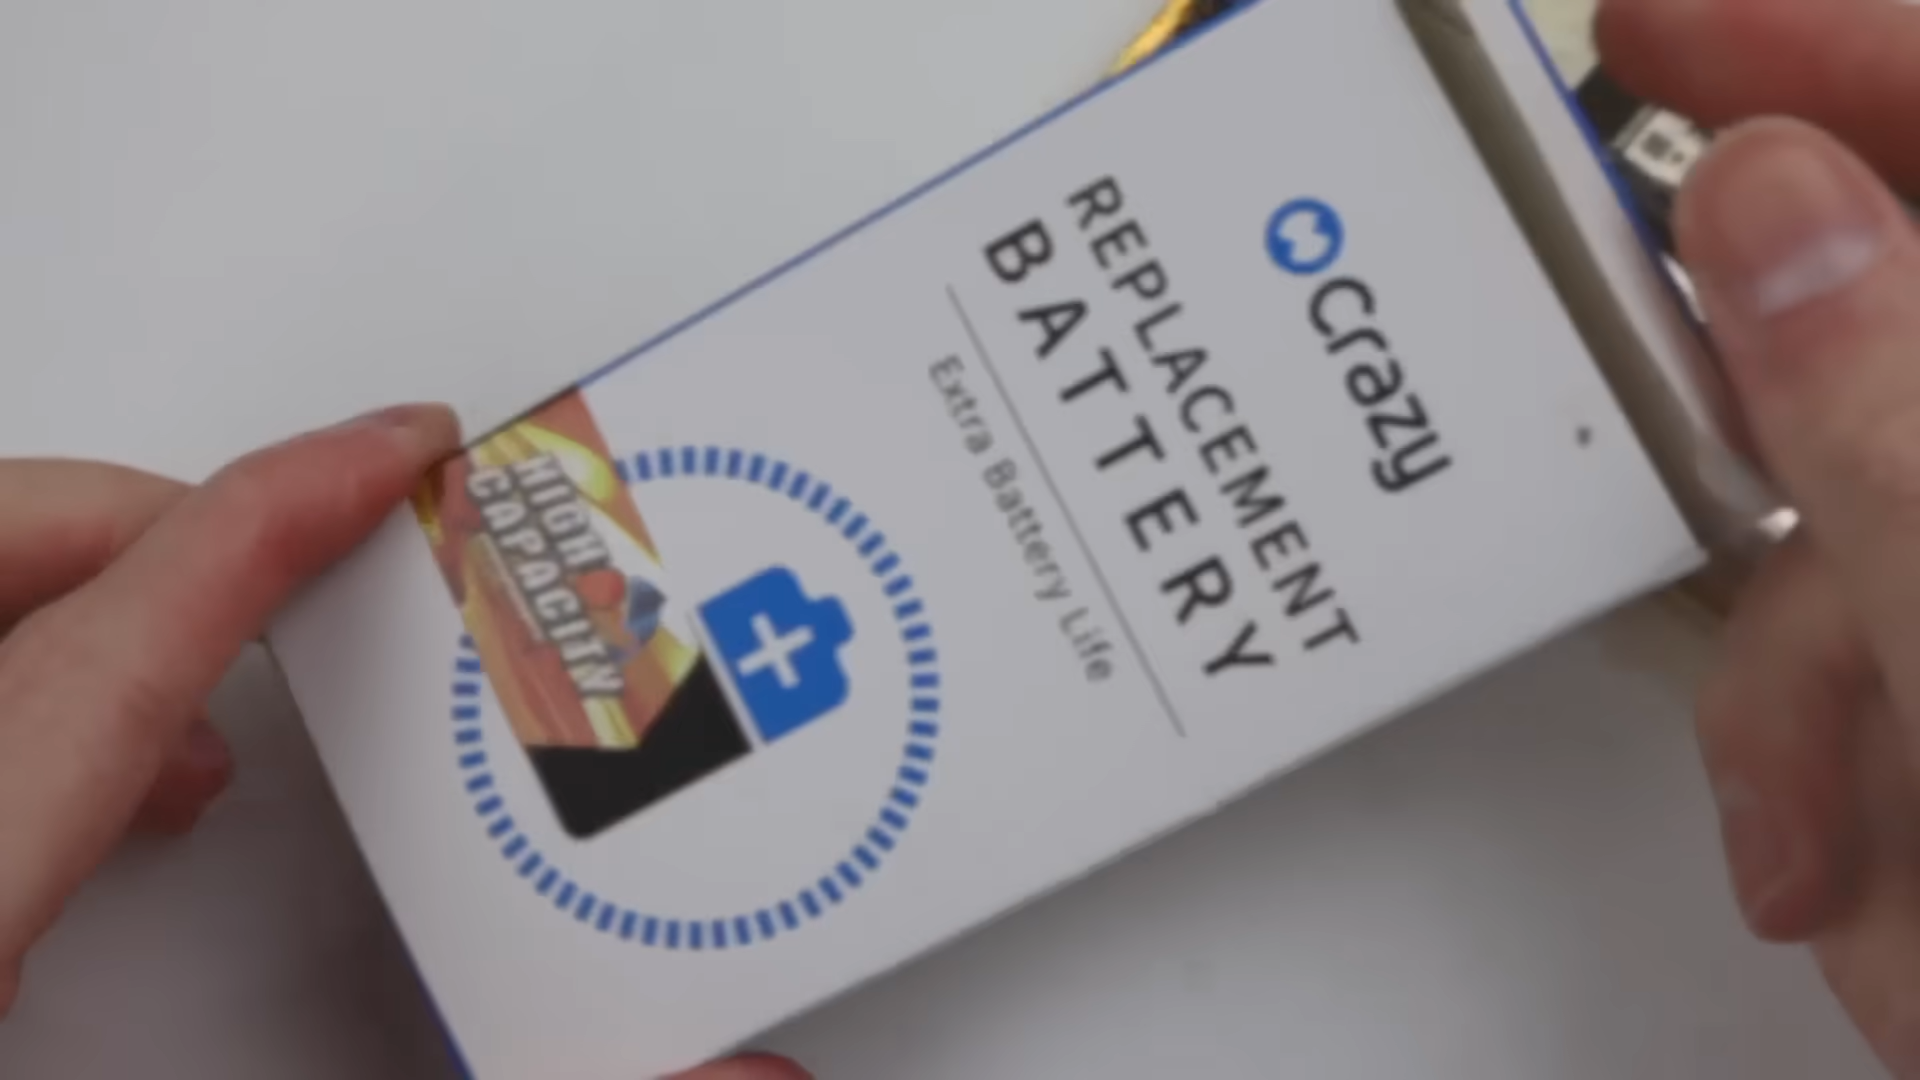 Crazy
REPLACEMENT
BATTERY
Extra Battery Life
HIGH
CAPACITY